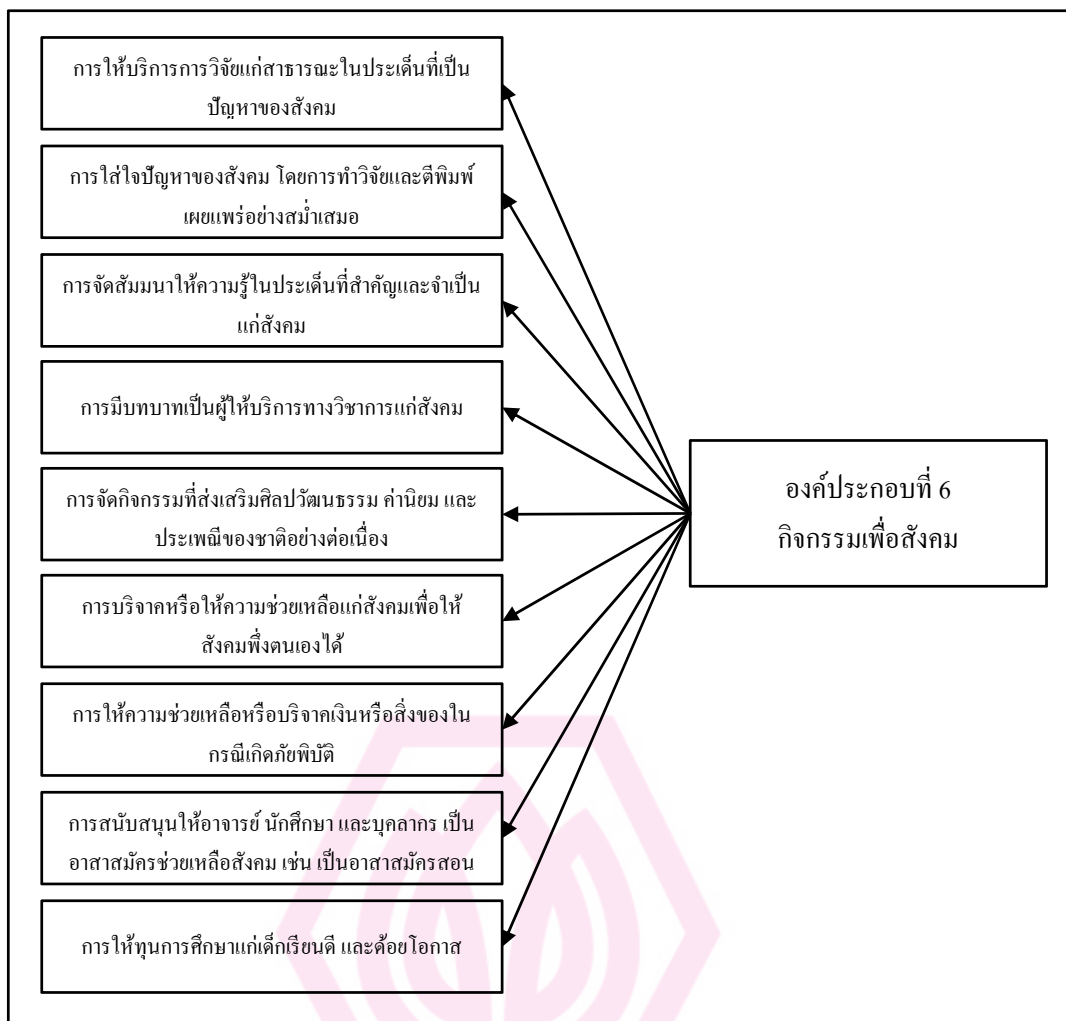 การให้บริการการวิจัยแก่สาธารณะในประเด็นที่เป็น
ปัญหาของสังคม
การใส่ใจปัญหาของสังคม โดยการทำวิจัยและตีพิมพ์
เผยแพร่อย่างสม่ำเสมอ
การจัดสัมมนาให้ความรู้ในประเด็นที่สำคัญและจำเป็น
แก่สังคม
การมีบทบาทเป็นผู้ให้บริการทางวิชาการแก่สังคม
การจัดกิจกรรมที่ส่งเสริมศิลปวัฒนธรรม ค่านิยม และ
ประเพณีของชาติอย่างต่อเนื่อง
การบริจาคหรือให้ความช่วยเหลือแก่สังคมเพื่อให้
สังคมพึ่งตนเองได้
การให้ความช่วยเหลือหรือบริจาคเงินหรือสิ่งของใน
กรณีเกิดภัยพิบัติ
การสนับสนุนให้อาจารย์ นักศึกษา และบุคลากร เป็น
อาสาสมัครช่วยเหลือสังคม เช่น เป็นอาสาสมัครสอน
การให้ทุนการศึกษาแก่เด็กเรียนดี และด้อยโอกาส
องค์ประกอบที่ 6
กิจกรรมเพื่อสังคม